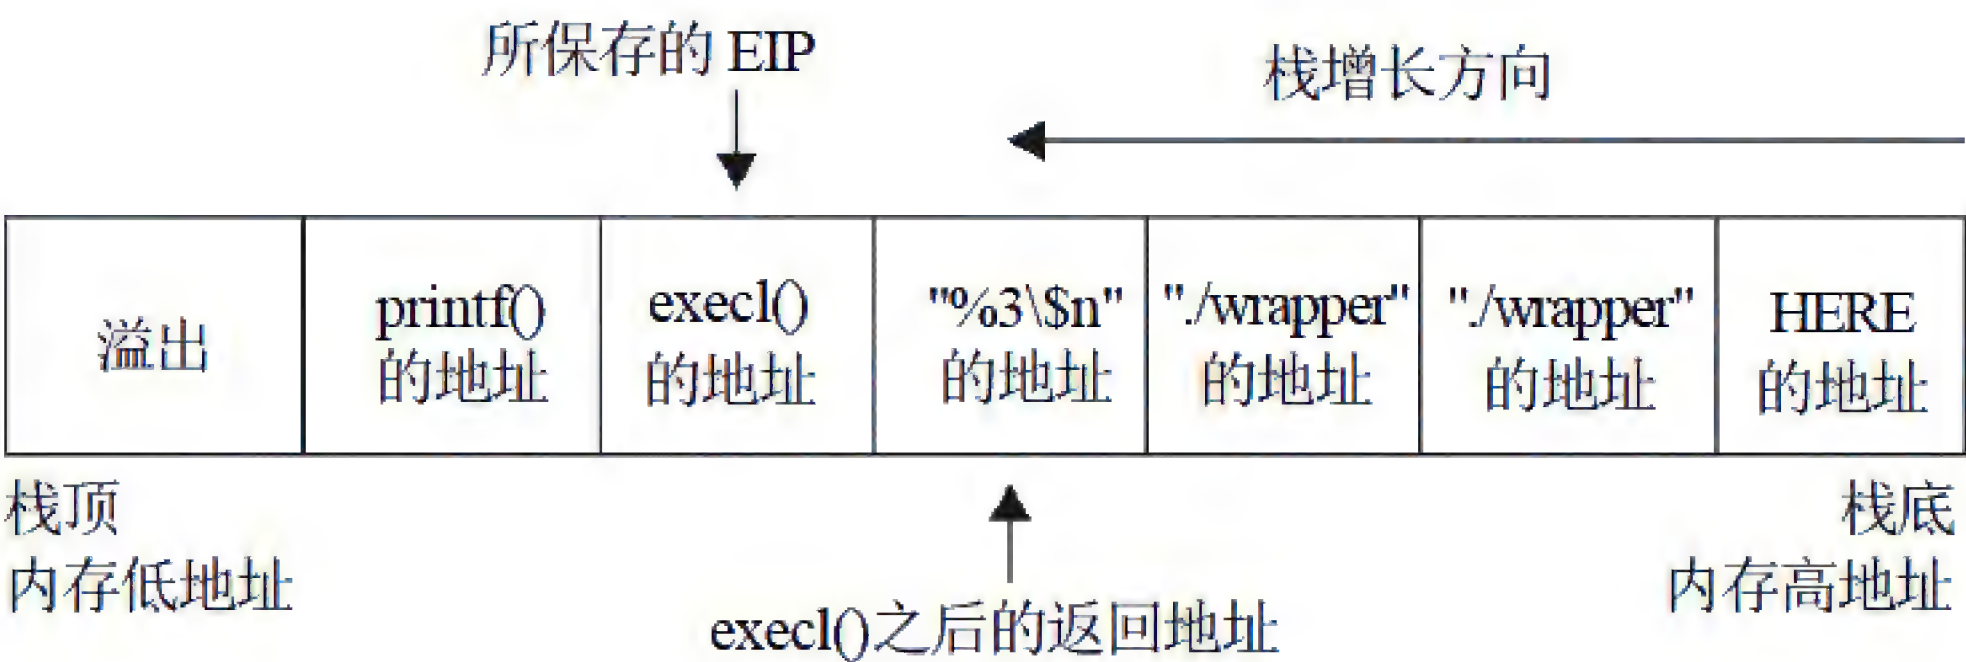 所保存的 EIP
栈增长方向
溢出
printf()
的地址
execl()
的地址
"%3\$n"
的地址
"./wrapper"
的地址
"./wrapper"
的地址
HERE
的地址
栈顶
内存低地址
栈底
内存高地址
execl()之后的返回地址